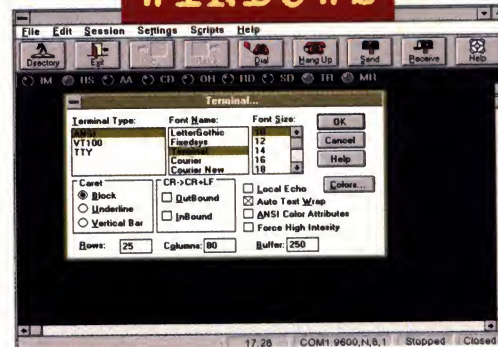 WINDOWS
File Edit Session Settings Scripts Help
Directory Exit Dial Hang Up Send Receive Help
IM HS AA CD OH RD SD TR MR
Terminal...
Terminal Type: Font Name: Font Size:
ANSI LetterGothic 10 OK
VT100 Fixedsys 12 Cancel
TTY Terminal 14 Help
Courier 16
Courier New 18
Caret CR->CR+LF Local Echo Colors...
Block OutBound Auto Text Wrap
Underline InBound ANSI Color Attributes
Vertical Bar Force High Intesity
Rows: 25 Columns: 80 Buffer: 250
17,28 COM1:9600,N,8,1 Stopped Closed